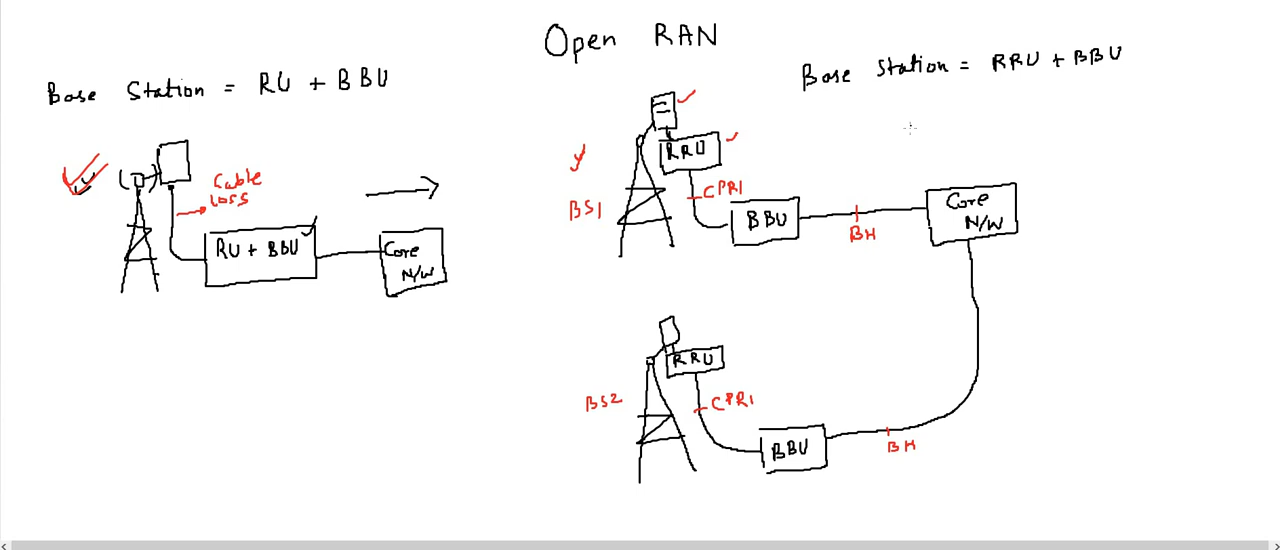 Open RAN
Base Station = RU + BBU
Cable
Loss
RU + BBU
Core
N/W
Base Station = RRU + BBU
RRU
BS1
CPRI
BBU
BH
Core
N/W
RRU
BS2
CPRI
BBU
BH